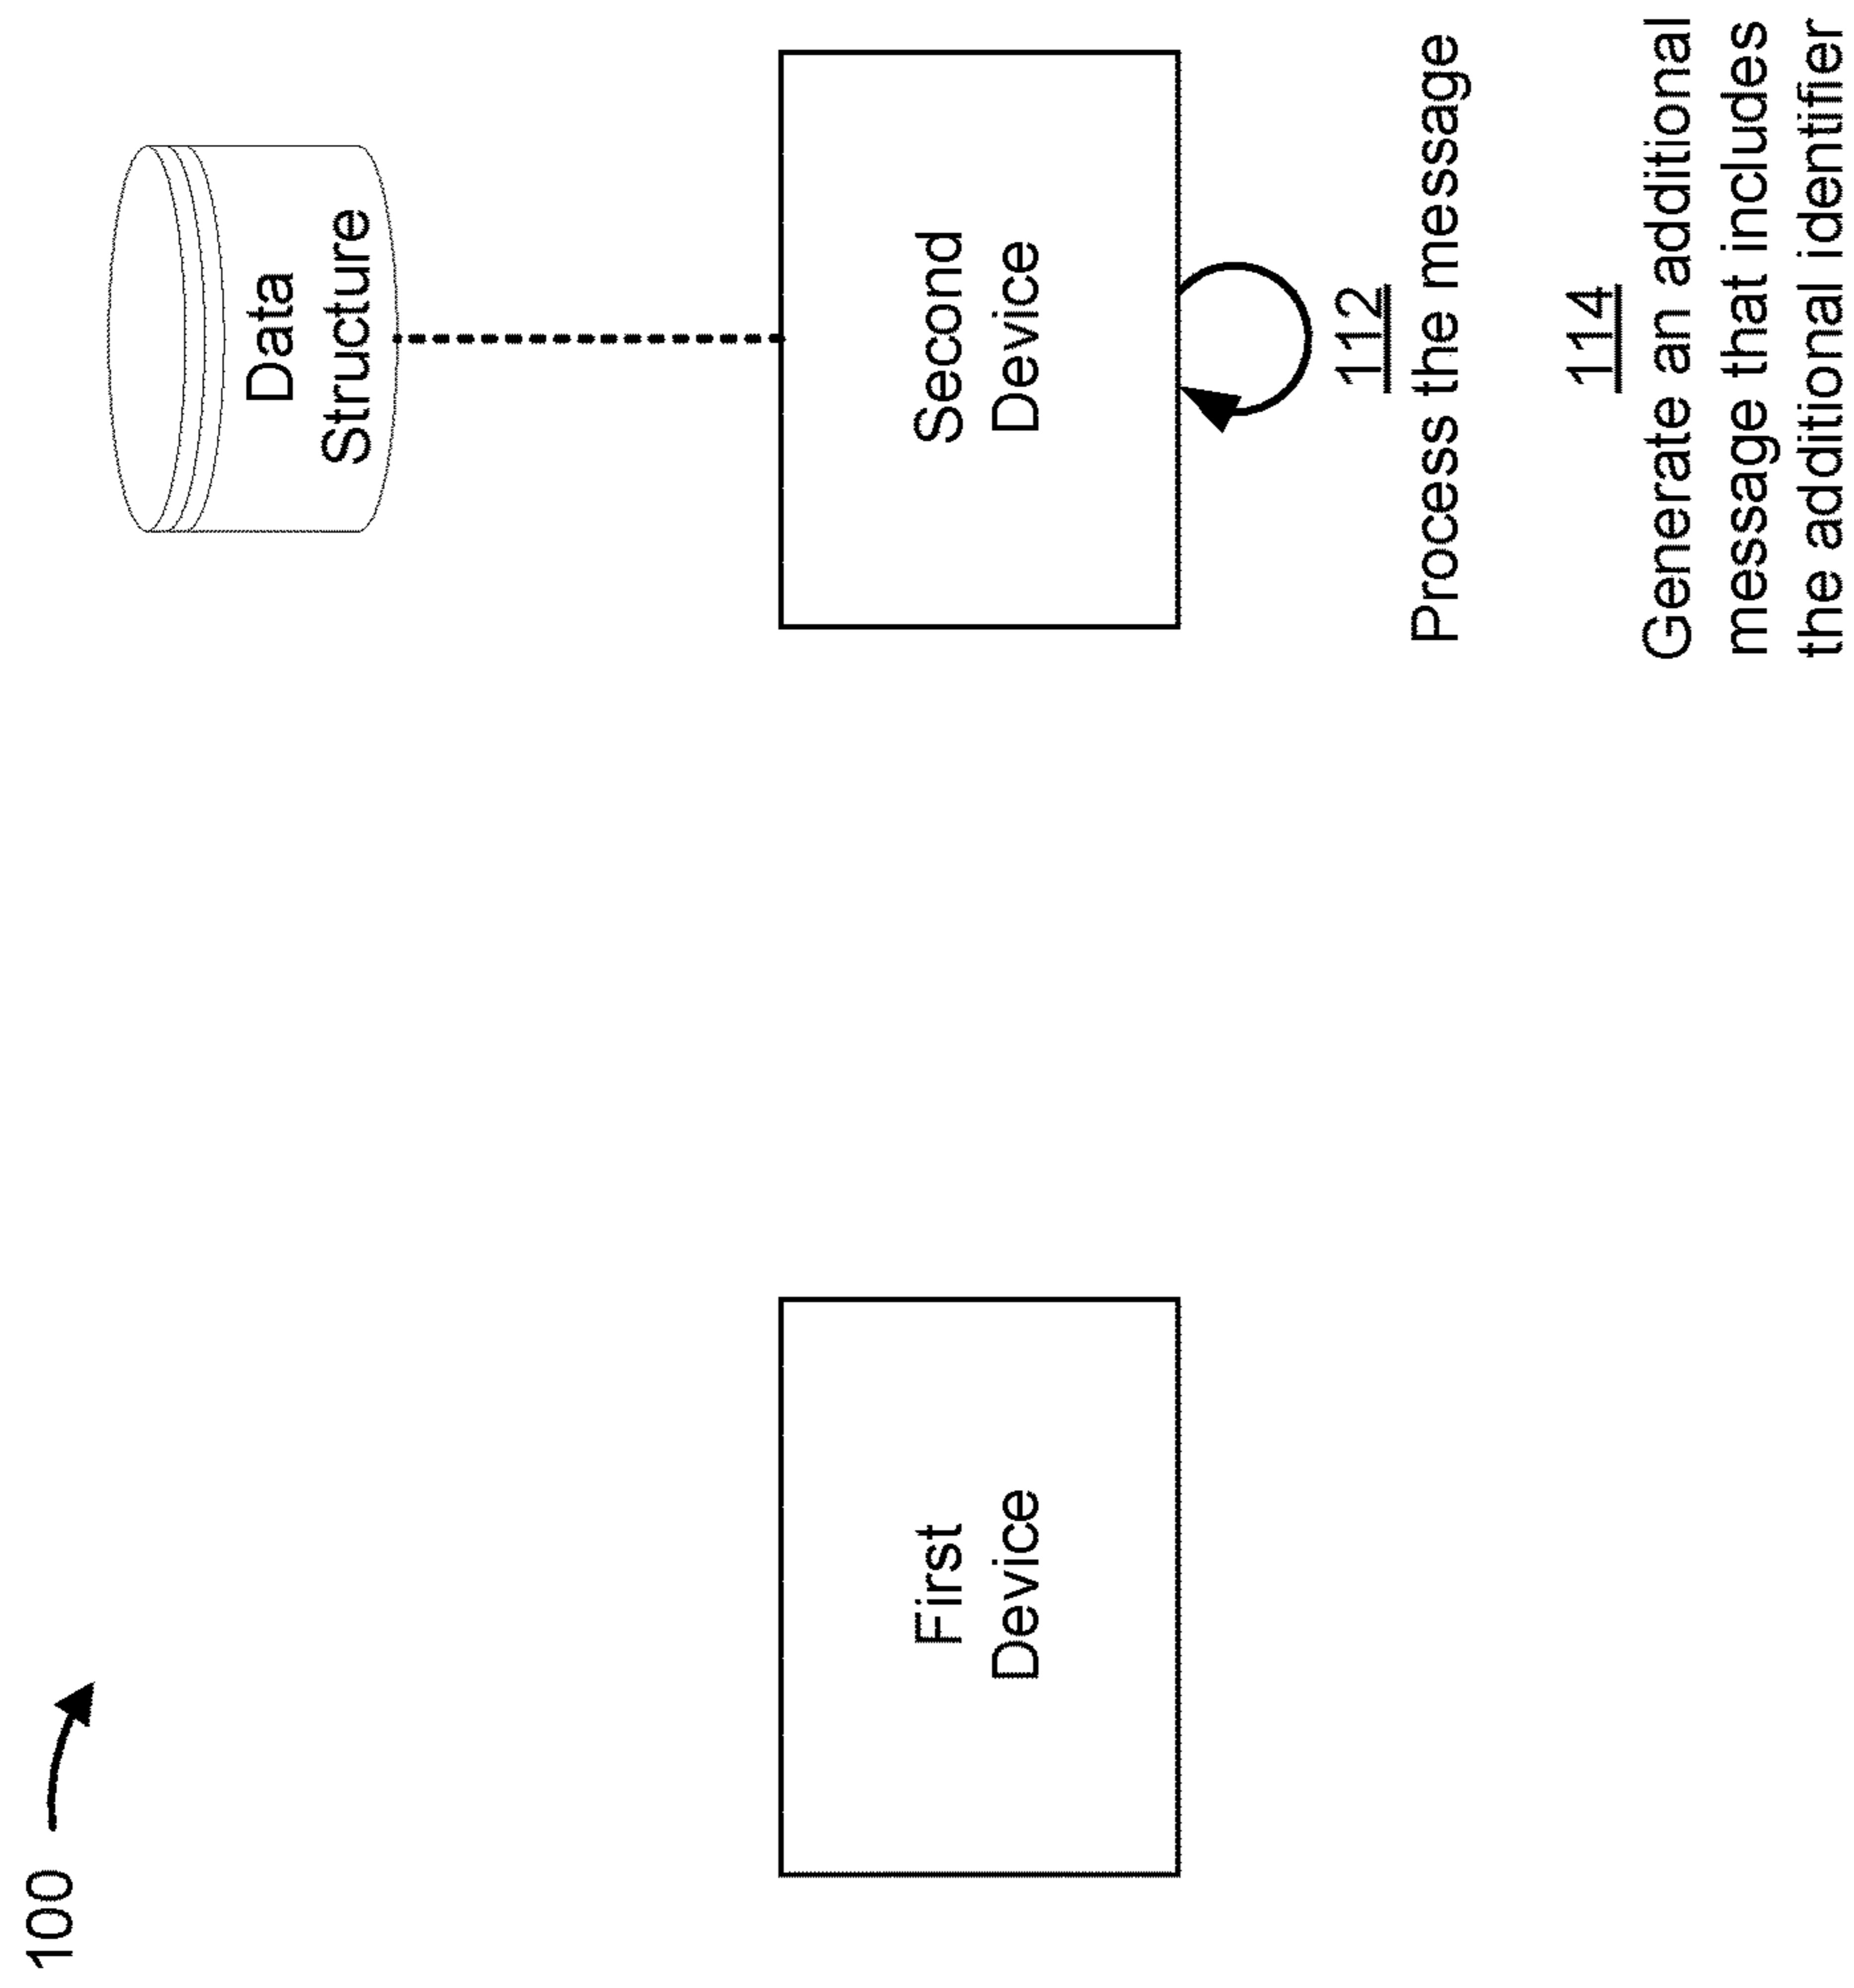 100
First
Device
Data
Structure
Second
Device
112
Process the message
114
Generate an additional
message that includes
the additional identifier